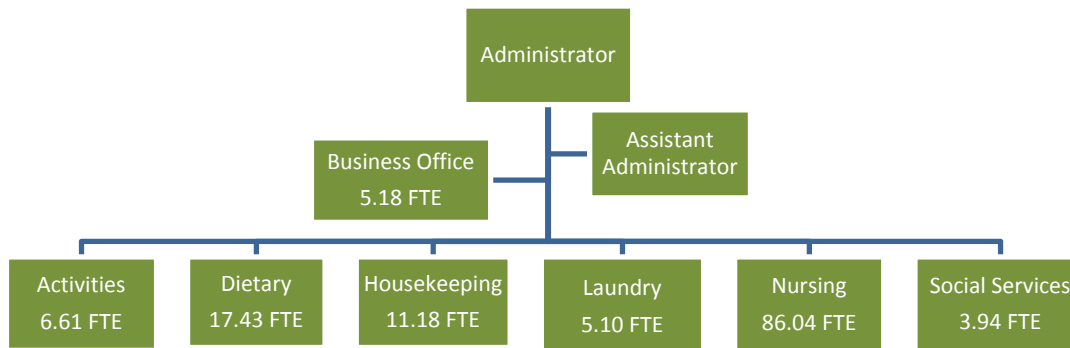 Administrator
Assistant
Administrator
Business Office
5.18 FTE
Activities
6.61 FTE
Dietary
17.43 FTE
Housekeeping
11.18 FTE
Laundry
5.10 FTE
Nursing
86.04 FTE
Social Services
3.94 FTE